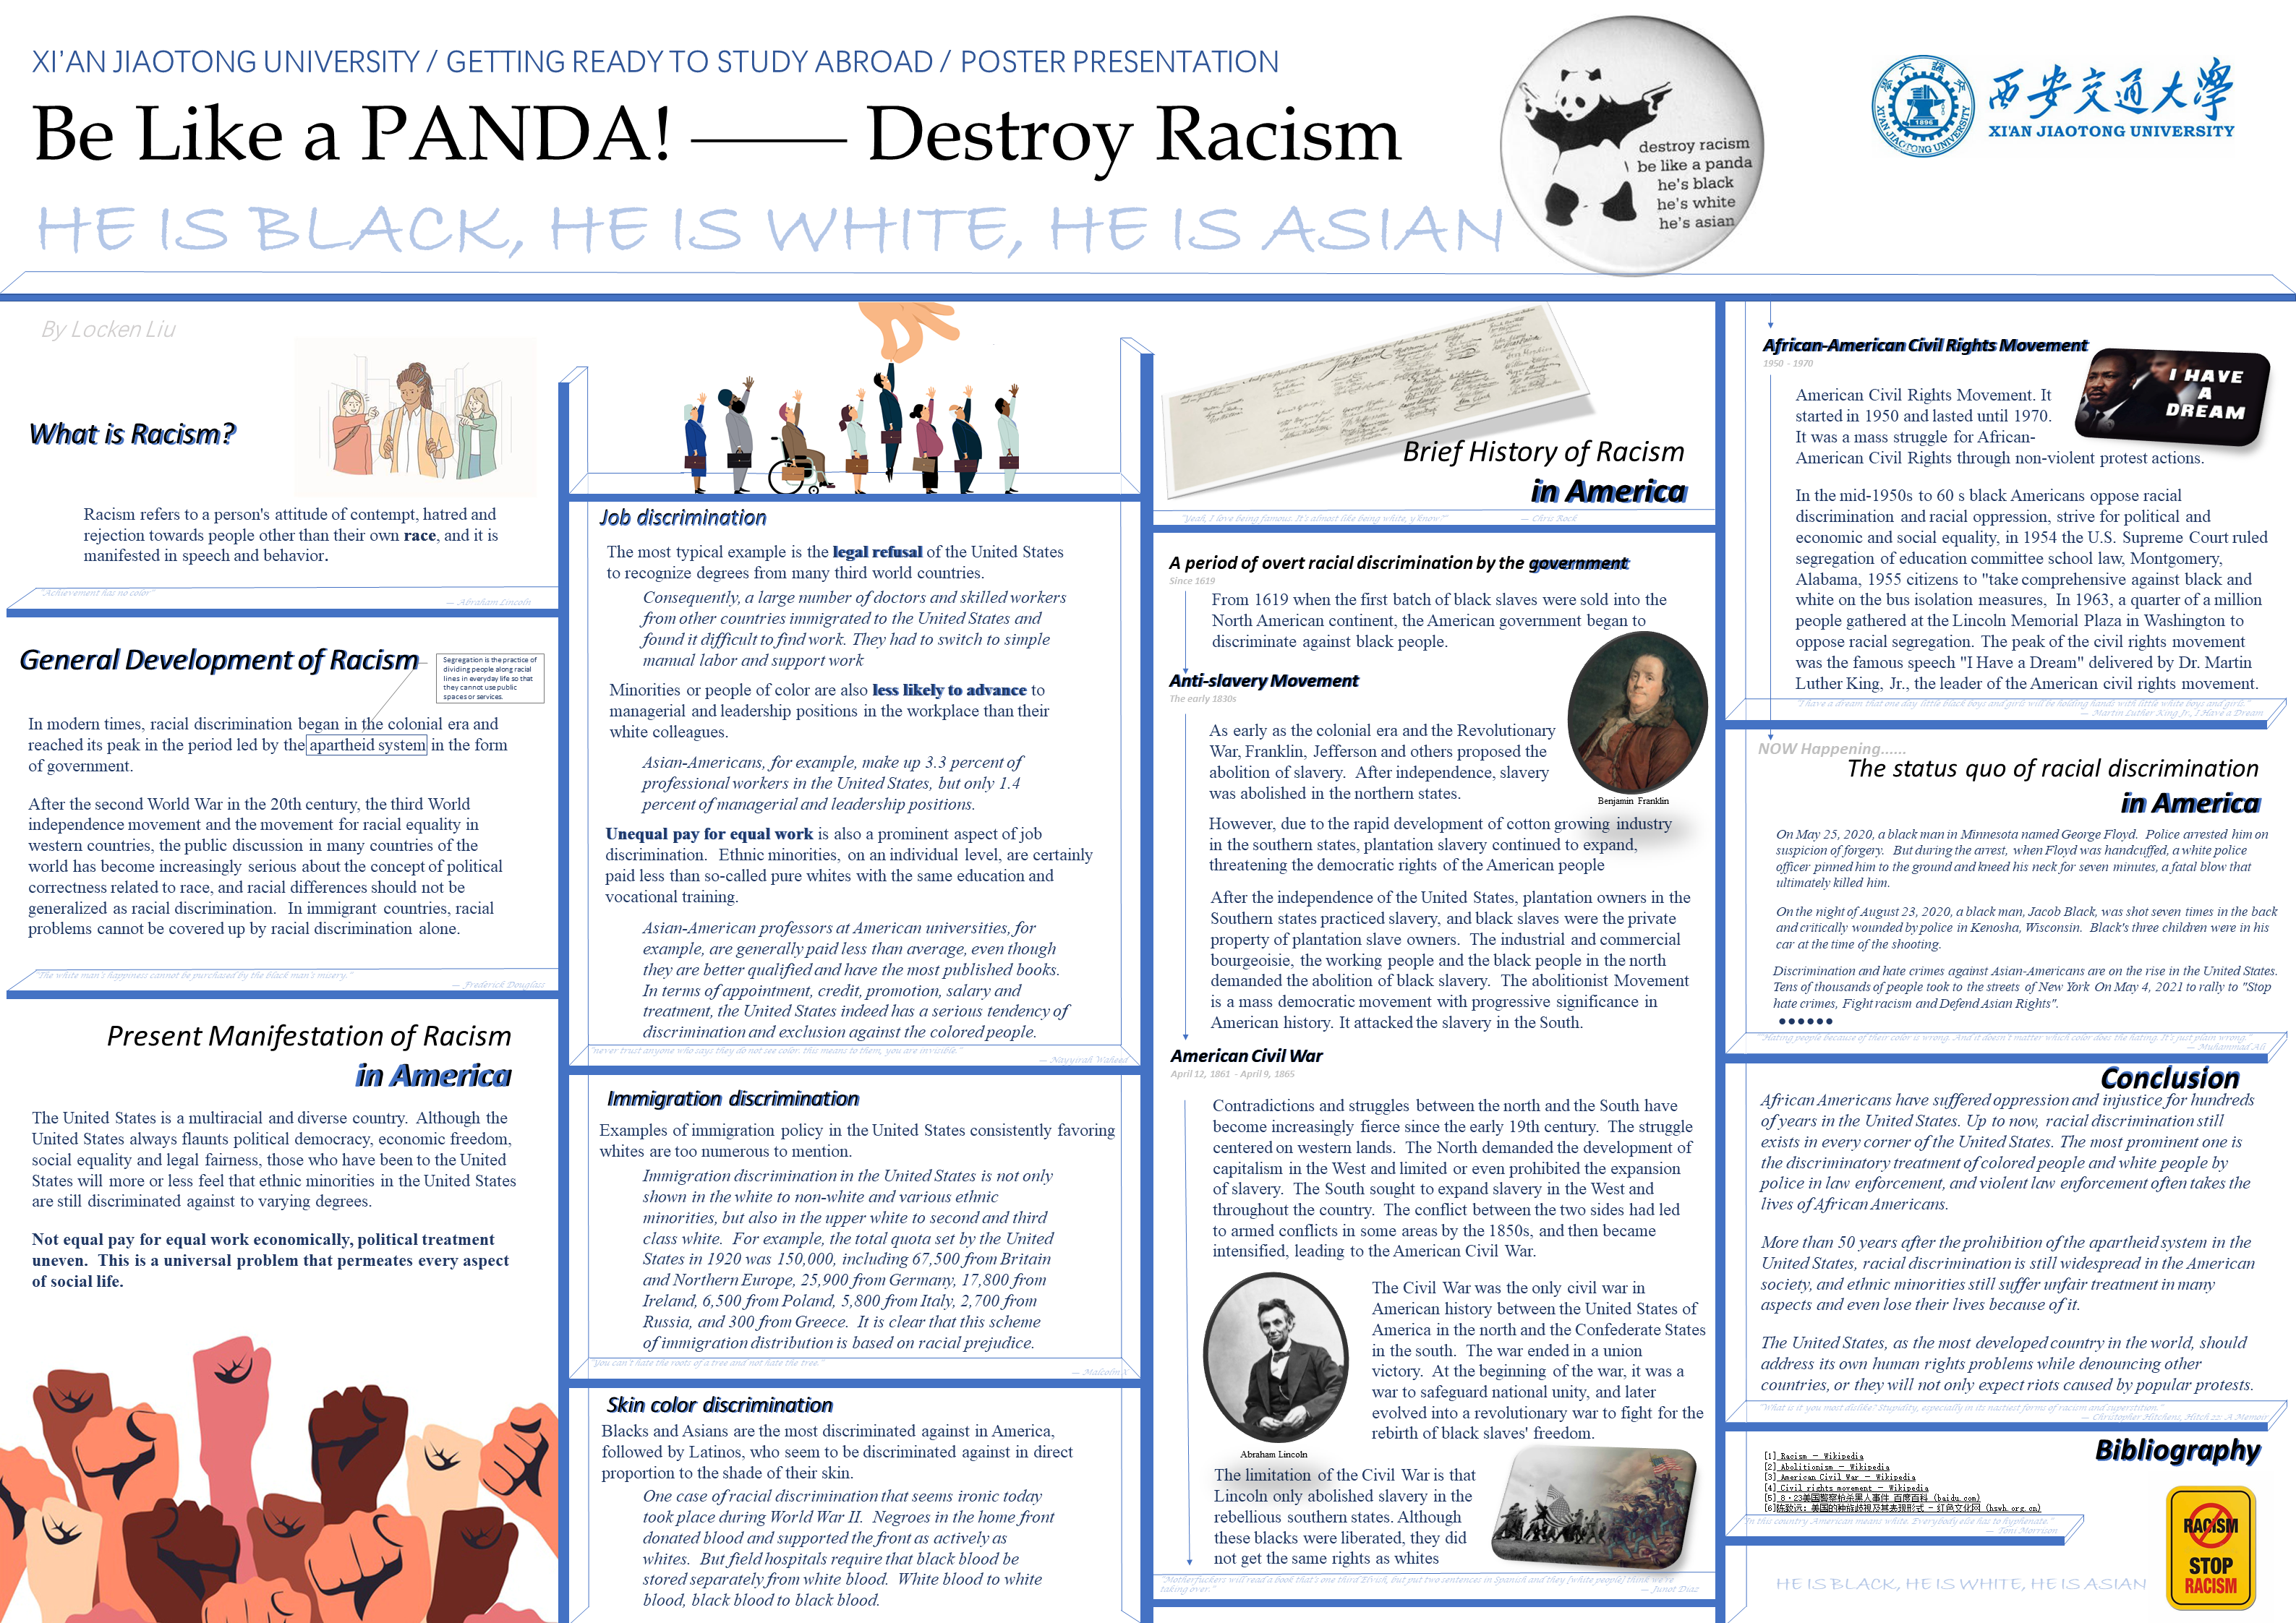 XI'AN JIAOTONG UNIVERSITY / GETTING READY TO STUDY ABROAD / POSTER PRESENTATION
Be Like a PANDA! —— Destroy Racism
HE IS BLACK, HE IS WHITE, HE IS ASIAN
destroy racism
be like a panda
he's black
he's white
he's asian
1896
XI'AN JIAOTONG UNIVERSITY
西安交通大学
XI'AN JIAOTONG UNIVERSITY
By Locken Liu
What is Racism?
Racism refers to a person's attitude of contempt, hatred and
rejection towards people other than their own race, and it is
manifested in speech and behavior.
"Achievement has no color"
— Abraham Lincoln
General Development of Racism
Segregation is the practice of
dividing people along racial
lines in everyday life so that
they cannot use public
spaces or services.
In modern times, racial discrimination began in the colonial era and
reached its peak in the period led by the apartheid system in the form
of government.
After the second World War in the 20th century, the third World
independence movement and the movement for racial equality in
western countries, the public discussion in many countries of the
world has become increasingly serious about the concept of political
correctness related to race, and racial differences should not be
generalized as racial discrimination. In immigrant countries, racial
problems cannot be covered up by racial discrimination alone.
"The white man's happiness cannot be purchased by the black man's misery."
— Frederick Douglass
Present Manifestation of Racism
in America
The United States is a multiracial and diverse country. Although the
United States always flaunts political democracy, economic freedom,
social equality and legal fairness, those who have been to the United
States will more or less feel that ethnic minorities in the United States
are still discriminated against to varying degrees.
Not equal pay for equal work economically, political treatment
uneven. This is a universal problem that permeates every aspect
of social life.
Job discrimination
The most typical example is the legal refusal of the United States
to recognize degrees from many third world countries.
Consequently, a large number of doctors and skilled workers
from other countries immigrated to the United States and
found it difficult to find work. They had to switch to simple
manual labor and support work
Minorities or people of color are also less likely to advance to
managerial and leadership positions in the workplace than their
white colleagues.
Asian-Americans, for example, make up 3.3 percent of
professional workers in the United States, but only 1.4
percent of managerial and leadership positions.
Unequal pay for equal work is also a prominent aspect of job
discrimination. Ethnic minorities, on an individual level, are certainly
paid less than so-called pure whites with the same education and
vocational training.
Asian-American professors at American universities, for
example, are generally paid less than average, even though
they are better qualified and have the most published books.
In terms of appointment, credit, promotion, salary and
treatment, the United States indeed has a serious tendency of
discrimination and exclusion against the colored people.
"never trust anyone who says they do not see color. this means to them, you are invisible."
— Nayyirah Waheed
Immigration discrimination
Examples of immigration policy in the United States consistently favoring
whites are too numerous to mention.
Immigration discrimination in the United States is not only
shown in the white to non-white and various ethnic
minorities, but also in the upper white to second and third
class white. For example, the total quota set by the United
States in 1920 was 150,000, including 67,500 from Britain
and Northern Europe, 25,900 from Germany, 17,800 from
Ireland, 6,500 from Poland, 5,800 from Italy, 2,700 from
Russia, and 300 from Greece. It is clear that this scheme
of immigration distribution is based on racial prejudice.
"You can't hate the roots of a tree and not hate the tree."
— Malcolm X
Skin color discrimination
Blacks and Asians are the most discriminated against in America,
followed by Latinos, who seem to be discriminated against in direct
proportion to the shade of their skin.
One case of racial discrimination that seems ironic today
took place during World War II. Negroes in the home front
donated blood and supported the front as actively as
whites. But field hospitals require that black blood be
stored separately from white blood. White blood to white
blood, black blood to black blood.
Brief History of Racism
in America
"Yeah, I love being famous. It's almost like being white, y'know?"
— Chris Rock
A period of overt racial discrimination by the government
Since 1619
From 1619 when the first batch of black slaves were sold into the
North American continent, the American government began to
discriminate against black people.
Anti-slavery Movement
The early 1830s
As early as the colonial era and the Revolutionary
War, Franklin, Jefferson and others proposed the
abolition of slavery. After independence, slavery
was abolished in the northern states.
Benjamin Franklin
However, due to the rapid development of cotton growing industry
in the southern states, plantation slavery continued to expand,
threatening the democratic rights of the American people
After the independence of the United States, plantation owners in the
Southern states practiced slavery, and black slaves were the private
property of plantation slave owners. The industrial and commercial
bourgeoisie, the working people and the black people in the north
demanded the abolition of black slavery. The abolitionist Movement
is a mass democratic movement with progressive significance in
American history. It attacked the slavery in the South.
American Civil War
April 12, 1861 - April 9, 1865
Contradictions and struggles between the north and the South have
become increasingly fierce since the early 19th century. The struggle
centered on western lands. The North demanded the development of
capitalism in the West and limited or even prohibited the expansion
of slavery. The South sought to expand slavery in the West and
throughout the country. The conflict between the two sides had led
to armed conflicts in some areas by the 1850s, and then became
intensified, leading to the American Civil War.
The Civil War was the only civil war in
American history between the United States of
America in the north and the Confederate States
in the south. The war ended in a union
victory. At the beginning of the war, it was a
war to safeguard national unity, and later
evolved into a revolutionary war to fight for the
rebirth of black slaves' freedom.
Abraham Lincoln
The limitation of the Civil War is that
Lincoln only abolished slavery in the
rebellious southern states. Although
these blacks were liberated, they did
not get the same rights as whites
"Motherfuckers will read a book that's one third Elvish, but put two sentences in Spanish and they [white people] think we're
taking over."
— Junot Díaz
African-American Civil Rights Movement
1950 - 1970
I HAVE
A
DREAM
American Civil Rights Movement. It
started in 1950 and lasted until 1970.
It was a mass struggle for African-
American Civil Rights through non-violent protest actions.
In the mid-1950s to 60 s black Americans oppose racial
discrimination and racial oppression, strive for political and
economic and social equality, in 1954 the U.S. Supreme Court ruled
segregation of education committee school law, Montgomery,
Alabama, 1955 citizens to "take comprehensive against black and
white on the bus isolation measures, In 1963, a quarter of a million
people gathered at the Lincoln Memorial Plaza in Washington to
oppose racial segregation. The peak of the civil rights movement
was the famous speech "I Have a Dream" delivered by Dr. Martin
Luther King, Jr., the leader of the American civil rights movement.
"I have a dream that one day little black boys and girls will be holding hands with little white boys and girls."
— Martin Luther King Jr., I Have a Dream
NOW Happening......
The status quo of racial discrimination
in America
On May 25, 2020, a black man in Minnesota named George Floyd. Police arrested him on
suspicion of forgery. But during the arrest, when Floyd was handcuffed, a white police
officer pinned him to the ground and kneed his neck for seven minutes, a fatal blow that
ultimately killed him.
On the night of August 23, 2020, a black man, Jacob Black, was shot seven times in the back
and critically wounded by police in Kenosha, Wisconsin. Black's three children were in his
car at the time of the shooting.
Discrimination and hate crimes against Asian-Americans are on the rise in the United States.
Tens of thousands of people took to the streets of New York On May 4, 2021 to rally to "Stop
hate crimes, Fight racism and Defend Asian Rights".
••••••
"Hating people because of their color is wrong. And it doesn't matter which color does the hating. It's just plain wrong."
— Muhammad Ali
Conclusion
African Americans have suffered oppression and injustice for hundreds
of years in the United States. Up to now, racial discrimination still
exists in every corner of the United States. The most prominent one is
the discriminatory treatment of colored people and white people by
police in law enforcement, and violent law enforcement often takes the
lives of African Americans.
More than 50 years after the prohibition of the apartheid system in the
United States, racial discrimination is still widespread in the American
society, and ethnic minorities still suffer unfair treatment in many
aspects and even lose their lives because of it.
The United States, as the most developed country in the world, should
address its own human rights problems while denouncing other
countries, or they will not only expect riots caused by popular protests.
"What is it you most dislike? Stupidity, especially in its nastiest forms of racism and superstition."
— Christopher Hitchens, Hitch 22: A Memoir
Bibliography
[1] Racism – Wikipedia
[2] Abolitionism – Wikipedia
[3] American Civil War – Wikipedia
[4] Civil rights movement – Wikipedia
[5] 8·23美国警察枪杀黑人事件_百度百科 (baidu.com)
[6]陈致远：美国的种族歧视及其表现形式 - 红色文化网 (hswh.org.cn)
"In this country American means white. Everybody else has to hyphenate."
— Toni Morrison
HE IS BLACK, HE IS WHITE, HE IS ASIAN
RACISM
STOP
RACISM